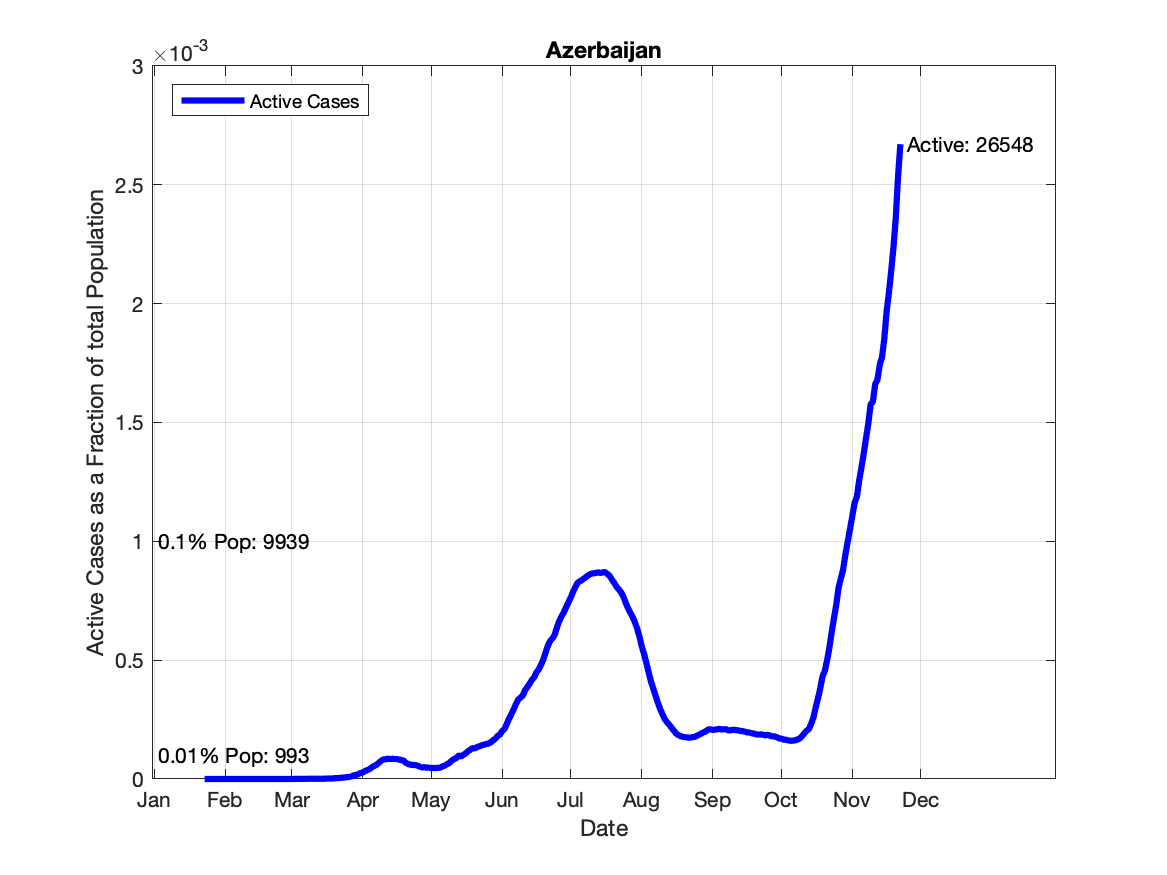 Azerbaijan
×10-3
Active Cases
3
2.5
2
1.5
1
0.5
0
Active Cases as a Fraction of total Population
Active: 26548
0.1% Pop: 9939
0.01% Pop: 993
Jan Feb Mar Apr May Jun Jul Aug Sep Oct Nov Dec
Date